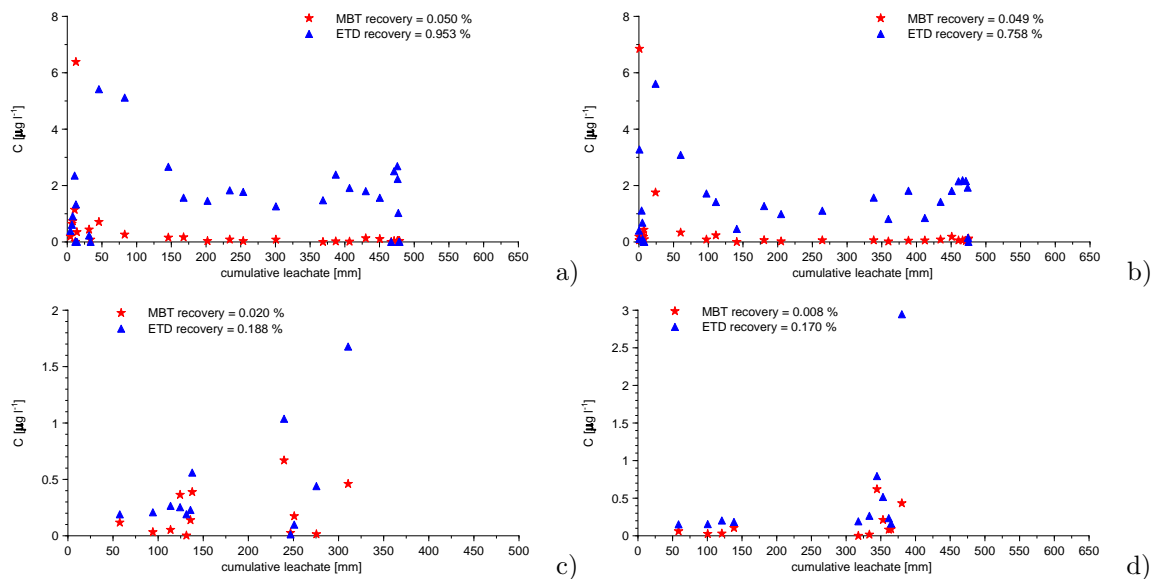 MBT recovery = 0.050 %
ETD recovery = 0.953 %
C [µg l⁻¹]
8
6
4
2
0
0 50 100 150 200 250 300 350 400 450 500 550 600 650
cumulative leachate [mm]
a)
MBT recovery = 0.049 %
ETD recovery = 0.758 %
C [µg l⁻¹]
8
6
4
2
0
0 50 100 150 200 250 300 350 400 450 500 550 600 650
cumulative leachate [mm]
b)
MBT recovery = 0.020 %
ETD recovery = 0.188 %
C [µg l⁻¹]
2
1.5
1
0.5
0
0 50 100 150 200 250 300 350 400 450 500
cumulative leachate [mm]
c)
MBT recovery = 0.008 %
ETD recovery = 0.170 %
C [µg l⁻¹]
3
2.5
2
1.5
1
0.5
0
0 50 100 150 200 250 300 350 400 450 500 550 600 650
cumulative leachate [mm]
d)